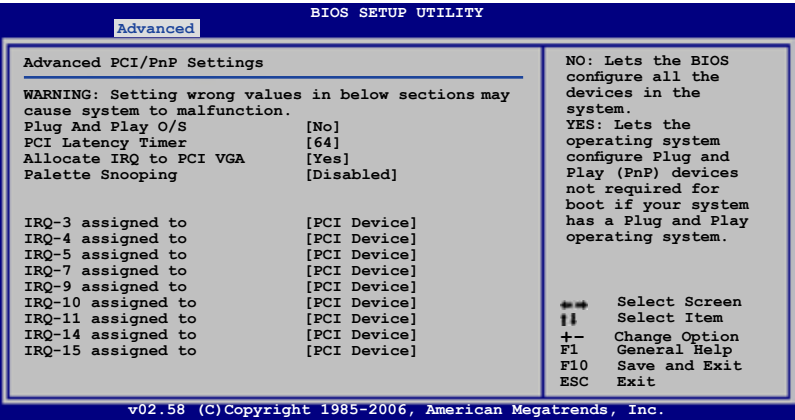 BIOS SETUP UTILITY
Advanced
Advanced PCI/PnP Settings
WARNING: Setting wrong values in below sections may
cause system to malfunction.
Plug And Play O/S [No]
PCI Latency Timer [64]
Allocate IRQ to PCI VGA [Yes]
Palette Snooping [Disabled]
IRQ-3 assigned to [PCI Device]
IRQ-4 assigned to [PCI Device]
IRQ-5 assigned to [PCI Device]
IRQ-7 assigned to [PCI Device]
IRQ-9 assigned to [PCI Device]
IRQ-10 assigned to [PCI Device]
IRQ-11 assigned to [PCI Device]
IRQ-14 assigned to [PCI Device]
IRQ-15 assigned to [PCI Device]
NO: Lets the BIOS
configure all the
devices in the
system.
YES: Lets the
operating system
configure Plug and
Play (PnP) devices
not required for
boot if your system
has a Plug and Play
operating system.
←→ Select Screen
↑↓ Select Item
+- Change Option
F1 General Help
F10 Save and Exit
ESC Exit
v02.58 (C)Copyright 1985-2006, American Megatrends, Inc.